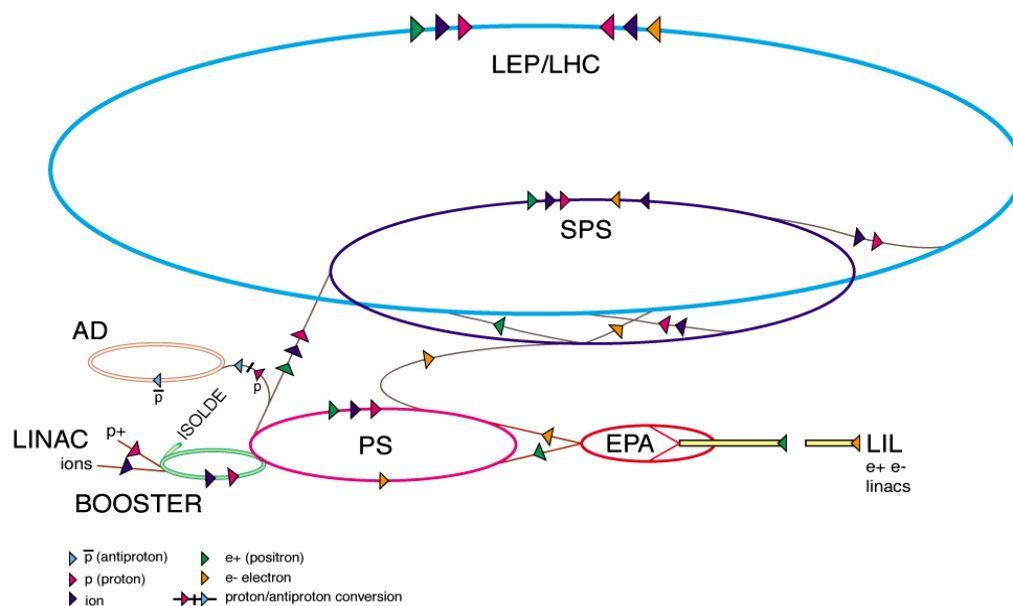 LEP/LHC
SPS
AD
p̅
p
ISOLDE
LINAC
p+
ions
BOOSTER
PS
EPA
LIL
e+ e-
linacs
p̅ (antiproton)
p (proton)
ion
e+ (positron)
e- electron
proton/antiproton conversion